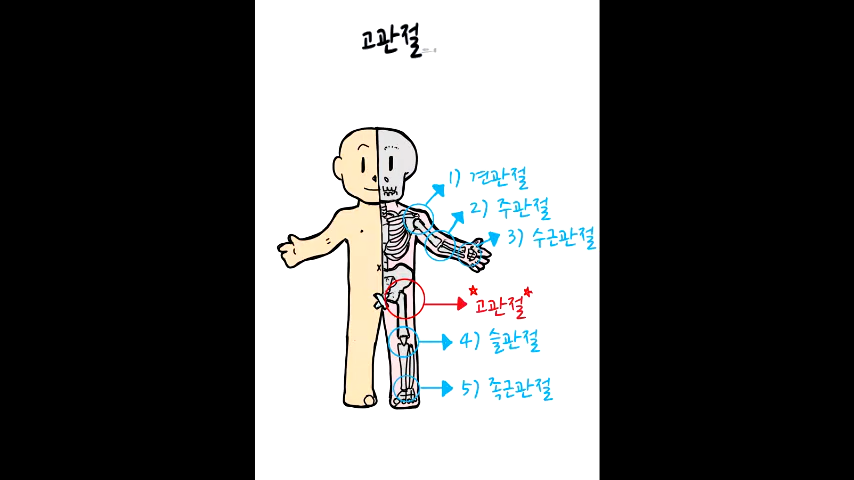 고관절
1) 견관절
2) 주관절
3) 수근관절
*고관절*
4) 슬관절
5) 족근관절